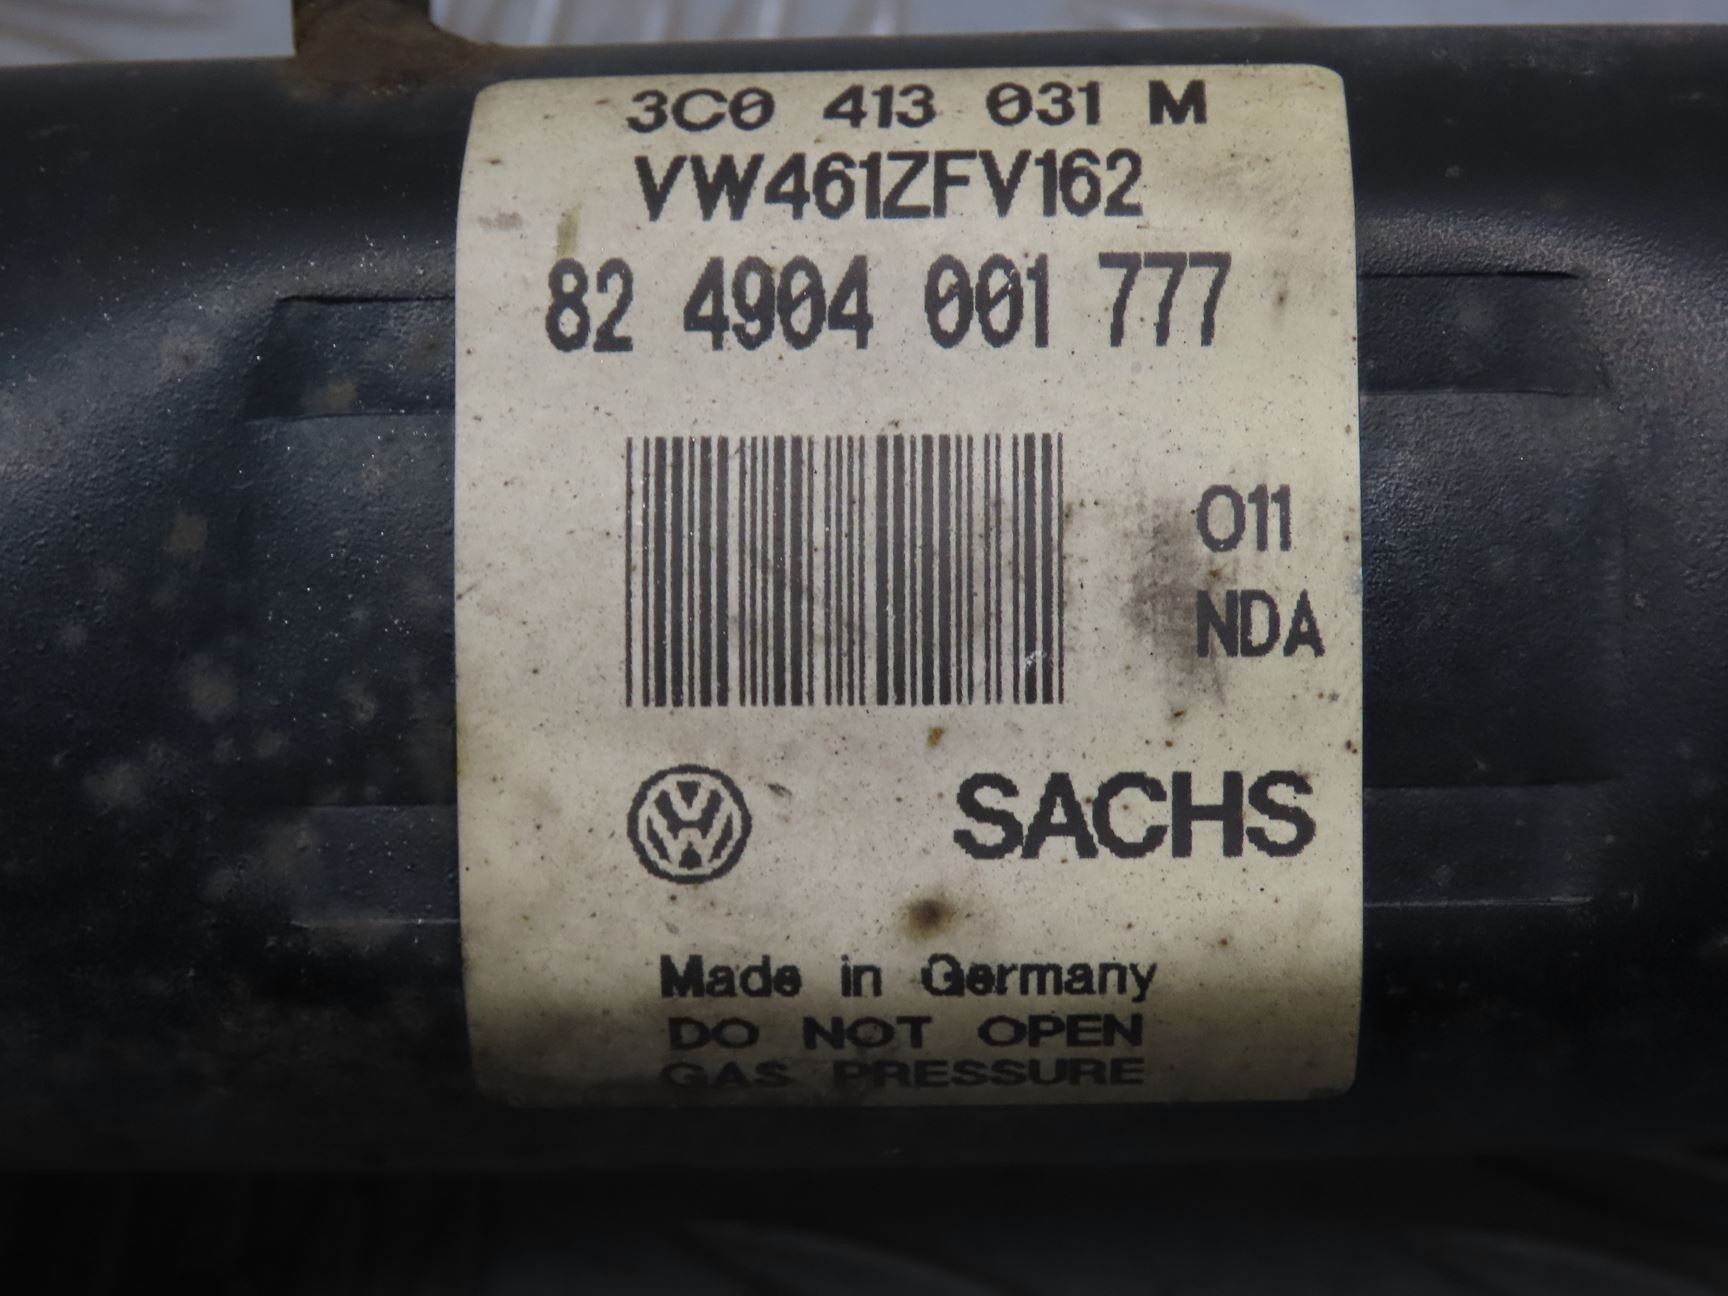 3C0 413 031 M
VW461ZFV162
82 4904 001 777
011
NDA
SACHS
Made in Germany
DO NOT OPEN
GAS PRESSURE